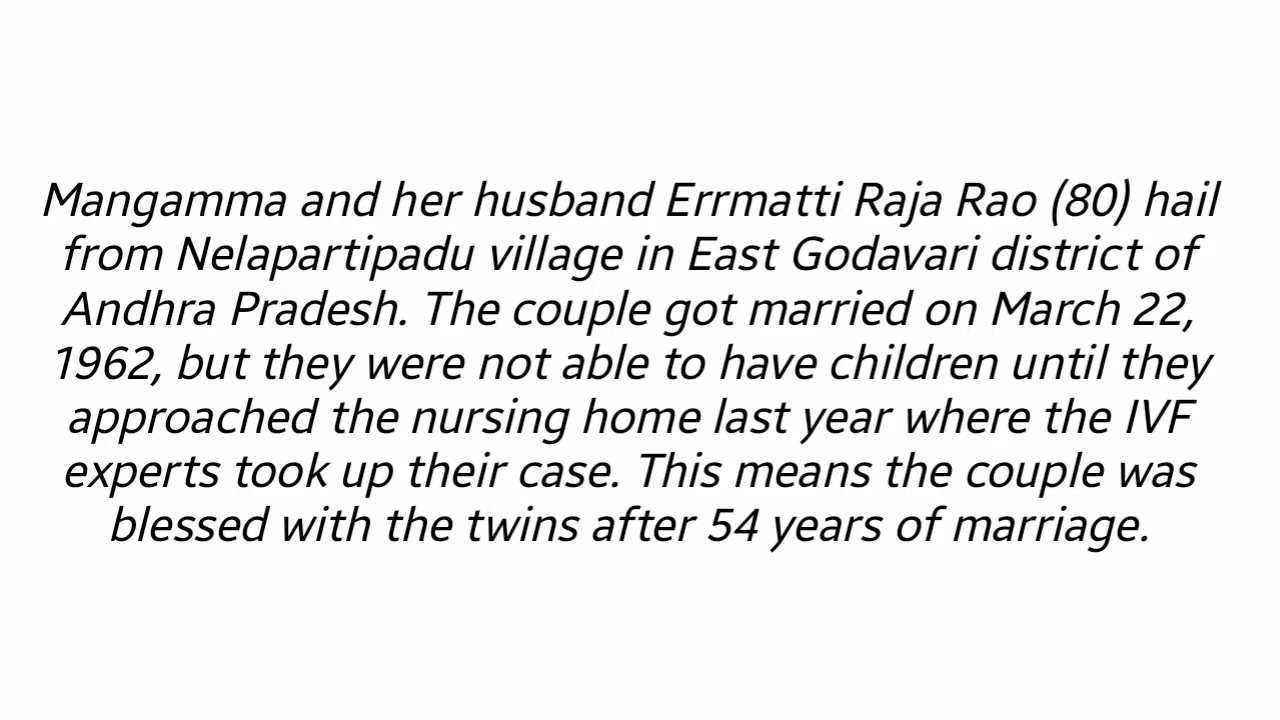 Mangamma and her husband Errmatti Raja Rao (80) hail
from Nelapartipadu village in East Godavari district of
Andhra Pradesh. The couple got married on March 22,
1962, but they were not able to have children until they
approached the nursing home last year where the IVF
experts took up their case. This means the couple was
blessed with the twins after 54 years of marriage.